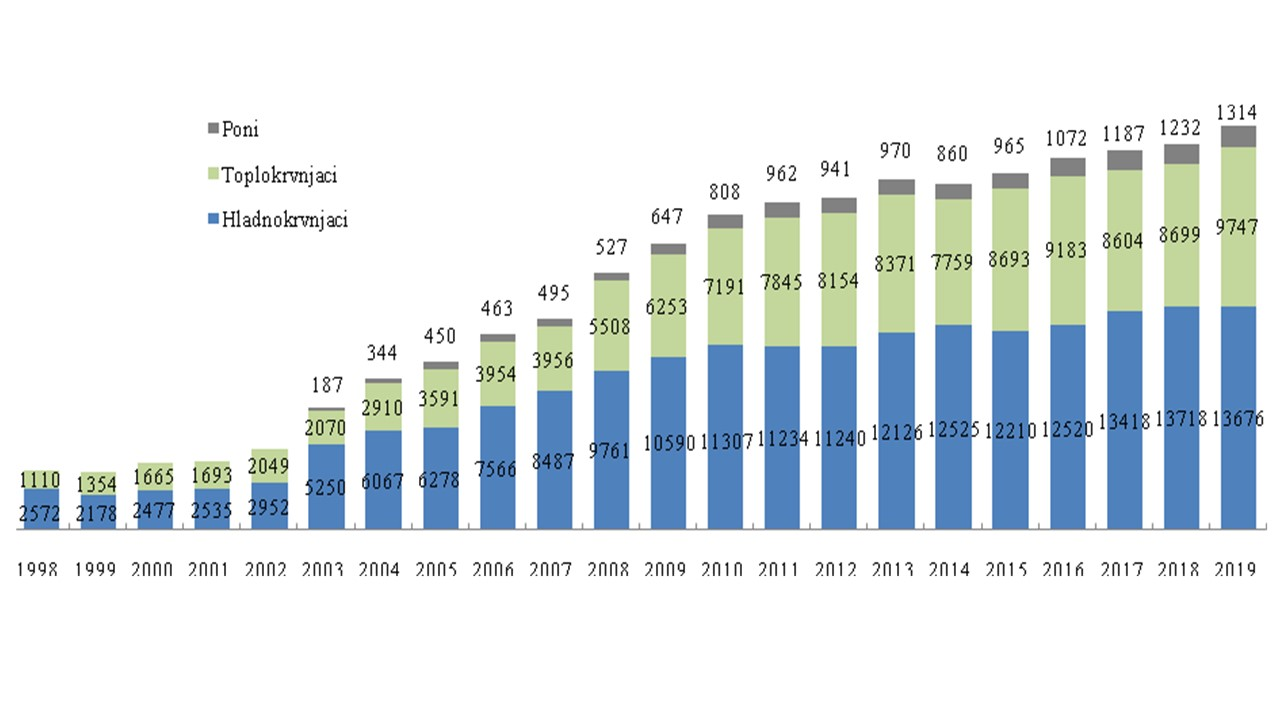 Poni
Toplokrvnjaci
Hladnokrvnjaci
187 344 450 463 495 527 647 808 962 941 970 860 965 1072 1187 1232 1314
1110 1354 1665 1693 2049 2070 2910 3591 3954 3956 5508 6253 7191 7845 8154 8371 7759 8693 9183 8604 8699 9747
2572 2178 2477 2535 2952 5250 6067 6278 7566 8487 9761 10590 11307 11234 11240 12126 12525 12210 12520 13418 13718 13676
1998 1999 2000 2001 2002 2003 2004 2005 2006 2007 2008 2009 2010 2011 2012 2013 2014 2015 2016 2017 2018 2019